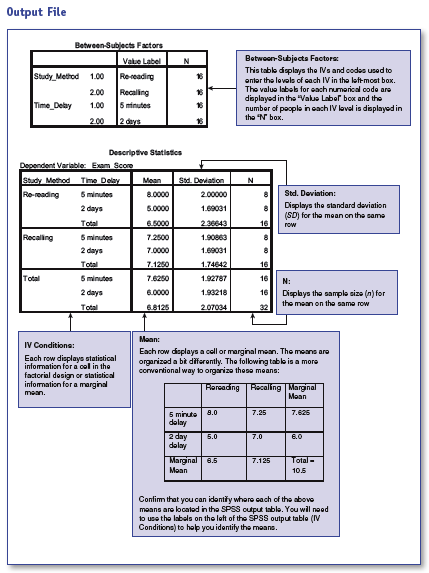 Output File
Between-Subjects Factors
Value Label N
Study_Method 1.00 Re-reading 16
2.00 Recalling 16
Time_Delay 1.00 5 minutes 16
2.00 2 days 16
Between-Subjects Factors:
This table displays the IVs and codes used to
enter the levels of each IV in the left-most box.
The value labels for each numerical code are
displayed in the "Value Label" box and the
number of people in each IV level is displayed in
the "N" box.
Descriptive Statistics
Dependent Variable: Exam_Score
Study_Method Time_Delay Mean Std. Deviation N
Re-reading 5 minutes 8.0000 2.00000 8
2 days 5.0000 1.69031 8
Total 6.5000 2.36643 16
Recalling 5 minutes 7.2500 1.90863 8
2 days 7.0000 1.69031 8
Total 7.1250 1.74642 16
Total 5 minutes 7.6250 1.92787 16
2 days 6.0000 1.93218 16
Total 6.8125 2.07034 32
Std. Deviation:
Displays the standard deviation
(SD) for the mean on the same
row
N:
Displays the sample size (n) for
the mean on the same row
IV Conditions:
Each row displays statistical
information for a cell in the
factorial design or statistical
information for a marginal
mean.
Mean:
Each row displays a cell or marginal mean. The means are
organized a bit differently. The following table is a more
conventional way to organize these means:
Rereading Recalling Marginal
Mean
5 minute 8.0 7.25 7.625
delay
2 day 5.0 7.0 6.0
delay
Marginal 6.5 7.125 Total =
Mean 10.5
Confirm that you can identify where each of the above
means are located in the SPSS output table. You will need
to use the labels on the left of the SPSS output table (IV
Conditions) to help you identify the means.